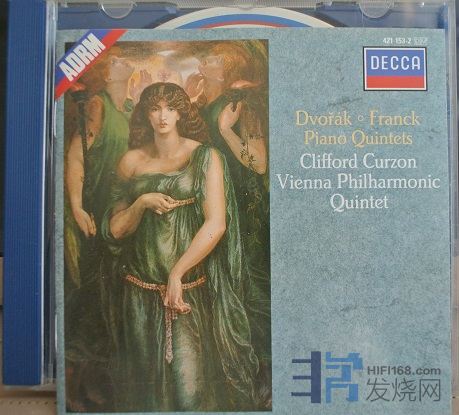 ADRM
421 153-2
DECCA
Dvořák • Franck
Piano Quintets
Clifford Curzon
Vienna Philharmonic
Quintet
HIFI168.com
发烧网